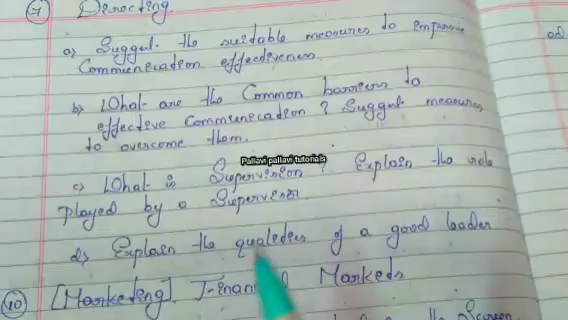 7 Directing
a) Suggest the suitable measures to improve
Communication effectiveness.
b) What are the Common barriers to
effective communication ? Suggest measures
to overcome them.
Pallavi pallavi tutorials
c) What is Supervision ? Explain the role
played by a Supervisor
d) Explain the qualities of a good leader
10 [Marketing] Financial Markets
the